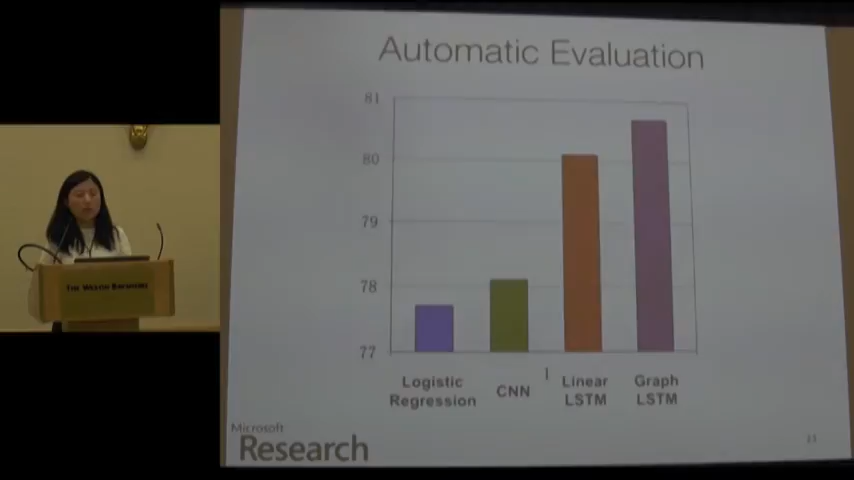 Automatic Evaluation
81
80
79
78
77
Logistic
Regression
CNN
Linear
LSTM
Graph
LSTM
Microsoft
Research